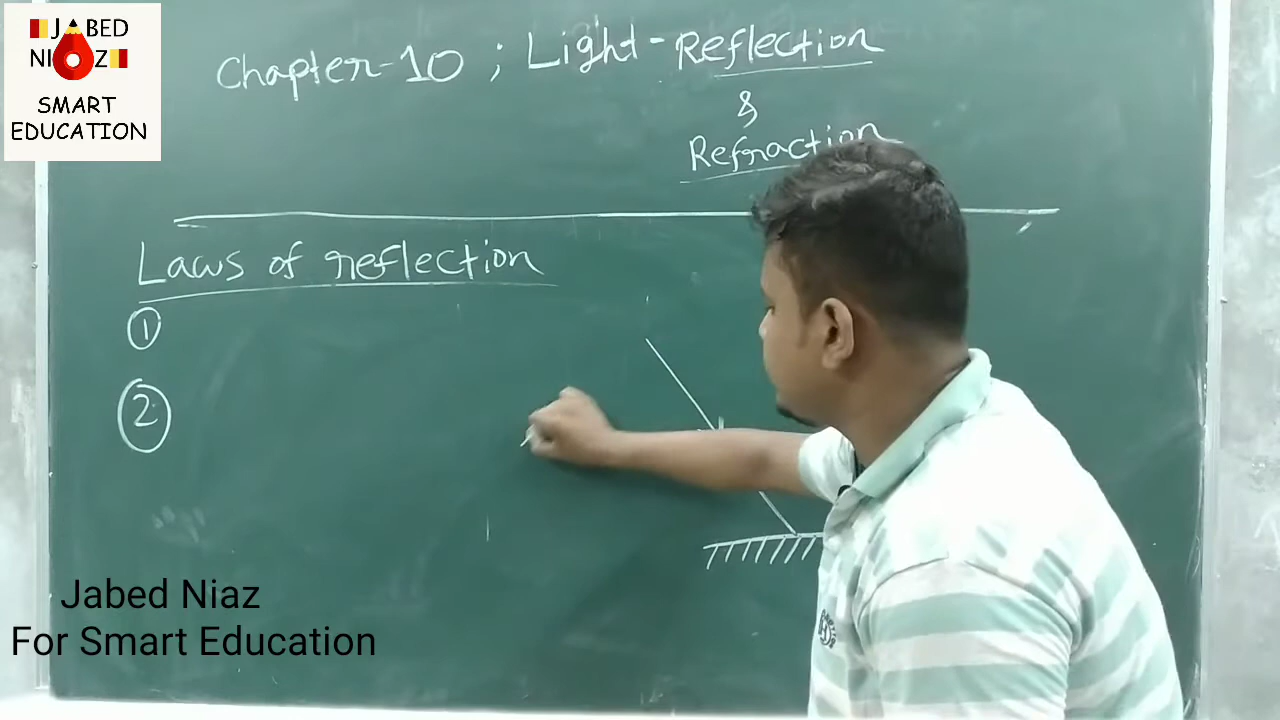 JABED
NIAZ
SMART
EDUCATION
Chapter-10 ; Light - Reflection
&
Refraction
Laws of reflection
①
②
Jabed Niaz
For Smart Education